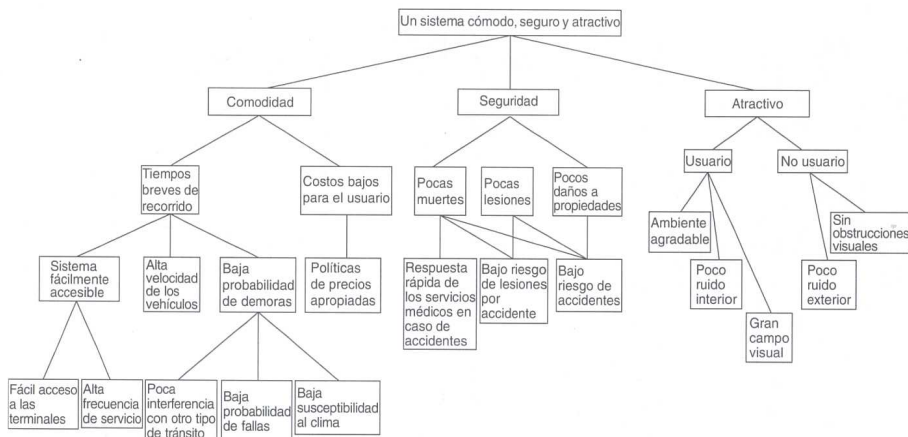 Un sistema cómodo, seguro y atractivo
Comodidad
Seguridad
Atractivo
Tiempos
breves de
recorrido
Costos bajos
para el usuario
Pocas
muertes
Pocas
lesiones
Pocos
daños a
propiedades
Usuario
No usuario
Ambiente
agradable
Sin
obstrucciones
visuales
Sistema
fácilmente
accesible
Alta
velocidad
de los
vehículos
Baja
probabilidad
de demoras
Políticas
de precios
apropiadas
Respuesta
rápida de
los servicios
médicos en
caso de
accidentes
Bajo riesgo
de lesiones
por
accidente
Bajo
riesgo de
accidentes
Poco
ruido
interior
Poco
ruido
exterior
Gran
campo
visual
Fácil acceso
a las
terminales
Alta
frecuencia
de servicio
Poca
interferencia
con otro tipo
de tránsito
Baja
probabilidad
de fallas
Baja
susceptibilidad
al clima